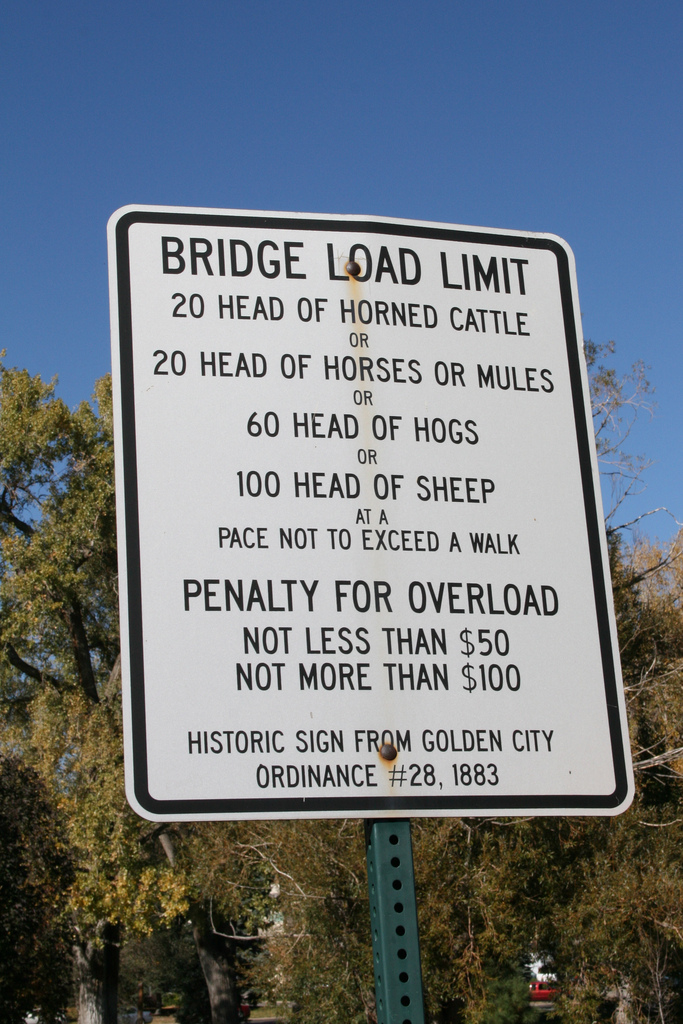 BRIDGE LOAD LIMIT
20 HEAD OF HORNED CATTLE
OR
20 HEAD OF HORSES OR MULES
OR
60 HEAD OF HOGS
OR
100 HEAD OF SHEEP
AT A
PACE NOT TO EXCEED A WALK
PENALTY FOR OVERLOAD
NOT LESS THAN $50
NOT MORE THAN $100
HISTORIC SIGN FROM GOLDEN CITY
ORDINANCE #28, 1883